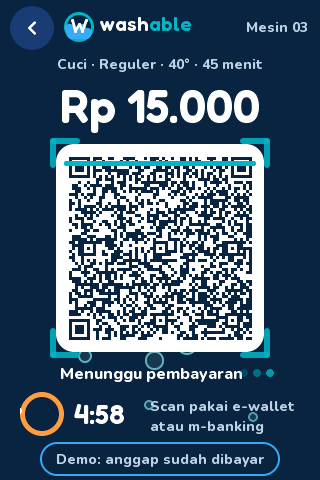 washable
Mesin 03
Cuci · Reguler · 40° · 45 menit
Rp 15.000
Menunggu pembayaran
4:58
Scan pakai e-wallet
atau m-banking
Demo: anggap sudah dibayar